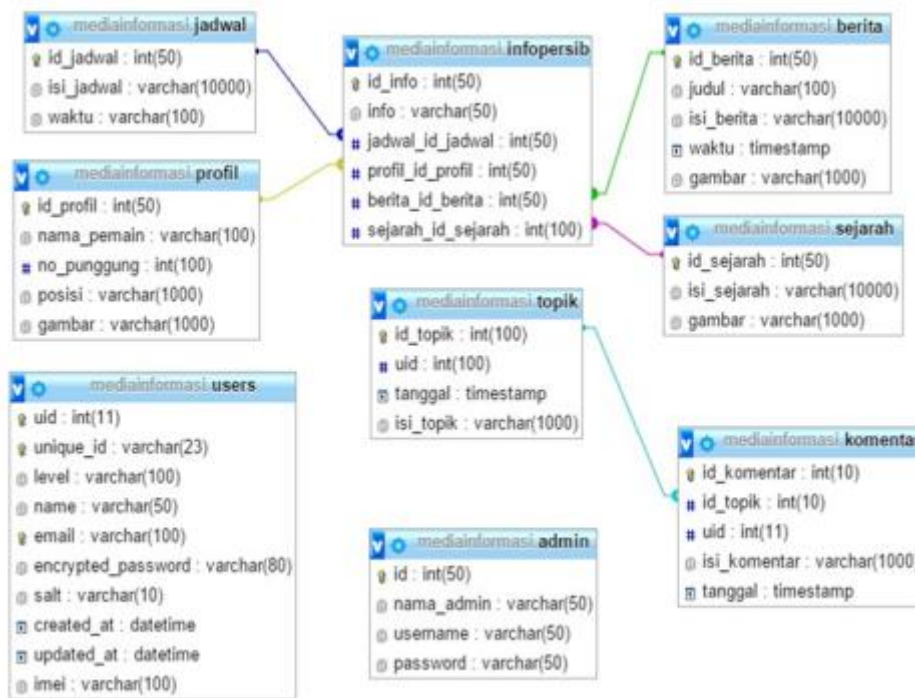 mediainformasi.jadwal
id_jadwal : int(50)
isi_jadwal : varchar(10000)
waktu : varchar(100)
mediainformasi.profil
id_profil : int(50)
nama_pemain : varchar(100)
# no_punggung : int(100)
posisi : varchar(1000)
gambar : varchar(1000)
mediainformasi.users
uid : int(11)
unique_id : varchar(23)
level : varchar(100)
name : varchar(50)
email : varchar(100)
encrypted_password : varchar(80)
salt : varchar(10)
created_at : datetime
updated_at : datetime
imei : varchar(100)
mediainformasi.infopersib
id_info : int(50)
info : varchar(50)
# jadwal_id_jadwal : int(50)
# profil_id_profil : int(50)
# berita_id_berita : int(50)
# sejarah_id_sejarah : int(100)
mediainformasi.topik
id_topik : int(100)
# uid : int(100)
tanggal : timestamp
isi_topik : varchar(1000)
mediainformasi.admin
id : int(50)
nama_admin : varchar(50)
username : varchar(50)
password : varchar(50)
mediainformasi.berita
id_berita : int(50)
judul : varchar(100)
isi_berita : varchar(10000)
waktu : timestamp
gambar : varchar(1000)
mediainformasi.sejarah
id_sejarah : int(50)
isi_sejarah : varchar(10000)
gambar : varchar(1000)
mediainformasi.komentar
id_komentar : int(10)
# id_topik : int(10)
# uid : int(11)
isi_komentar : varchar(1000
tanggal : timestamp